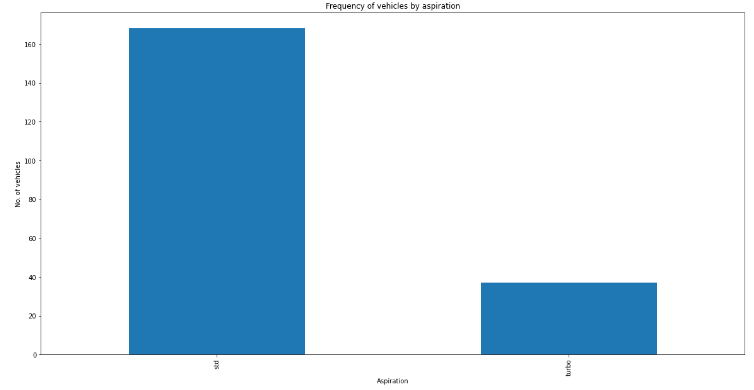 Frequency of vehicles by aspiration
No. of vehicles
160
140
120
100
80
60
40
20
0
std
turbo
Aspiration